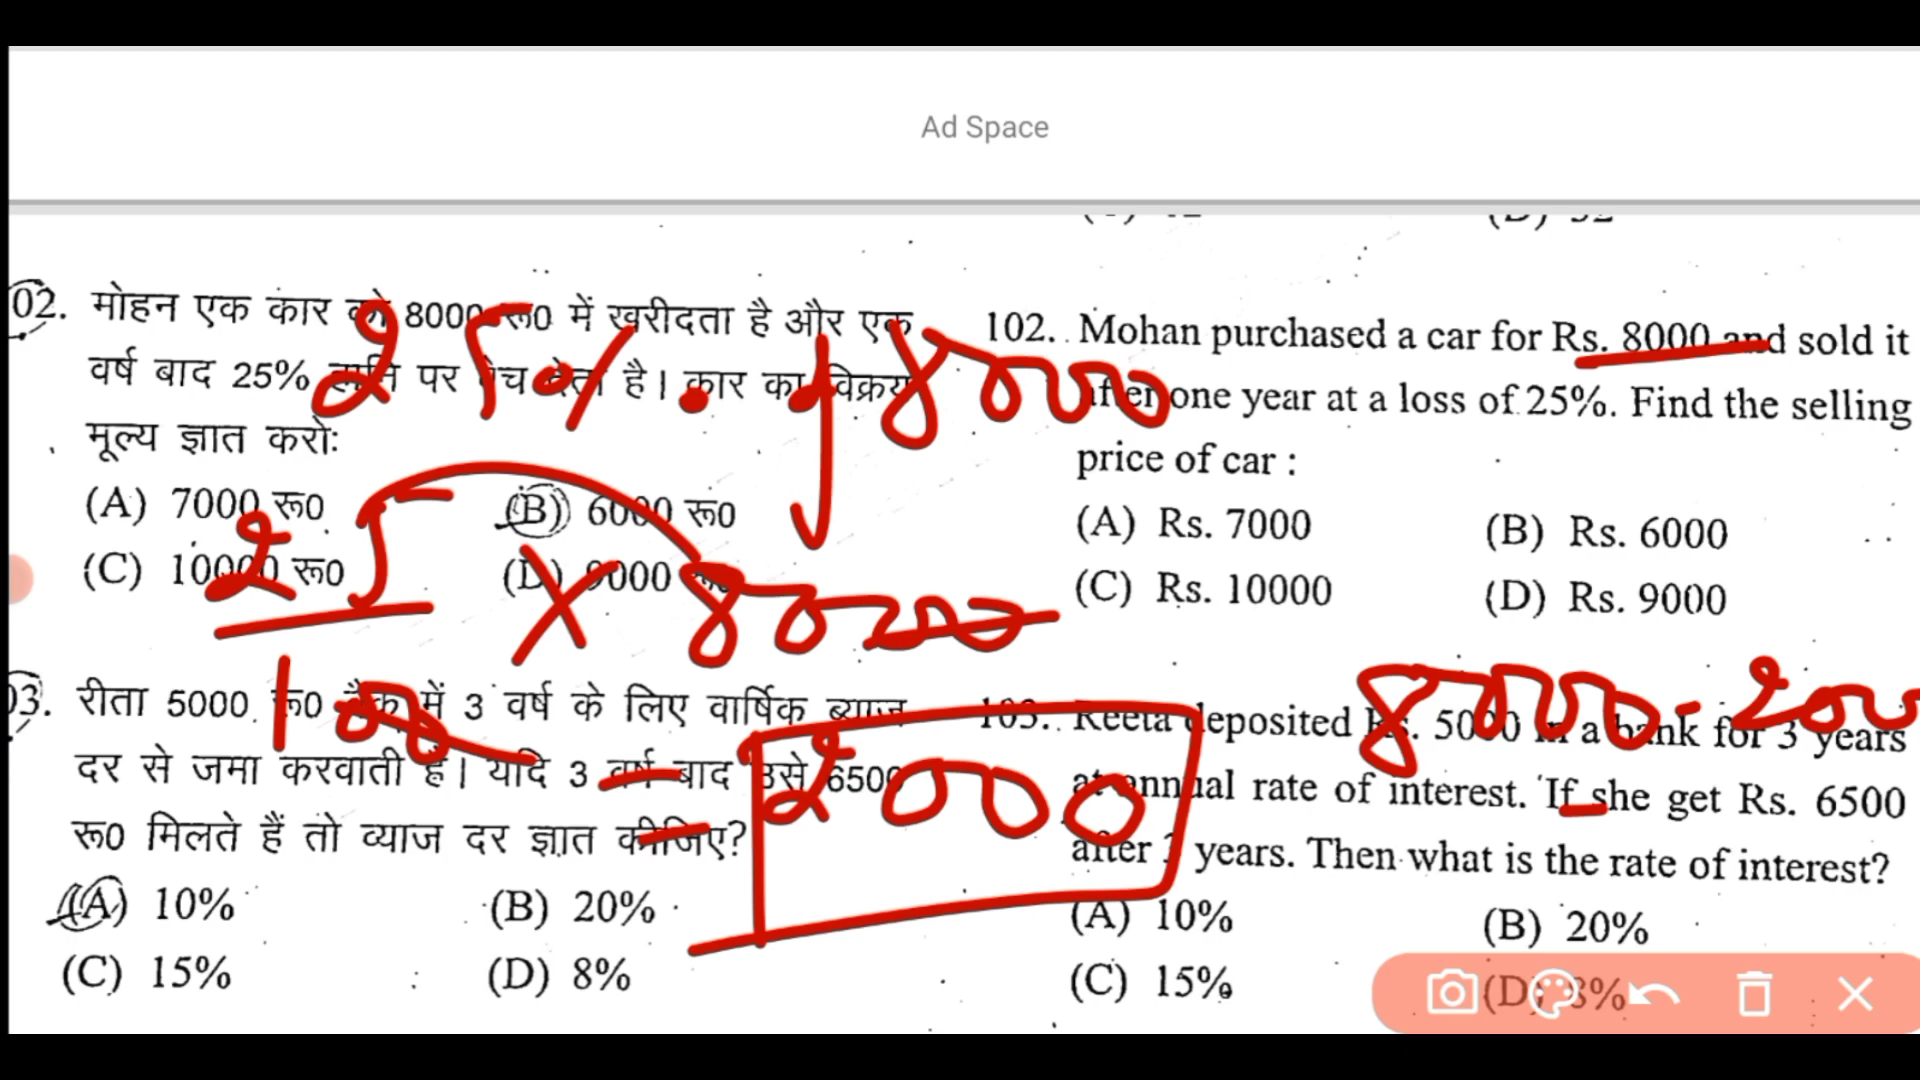 Ad Space
02. मोहन एक कार को 8000 रू0 में खरीदता है और एक
वर्ष बाद 25% हानि पर बेच देता है। कार का विक्रय
मूल्य ज्ञात करो:
(A) 7000 रू0 (B) 6000 रू0
(C) 10000 रू0 (D) 9000 रू0
25% of 8000
25 × 8000
100
= 2000
03. रीता 5000 रू0 बैंक में 3 वर्ष के लिए वार्षिक ब्याज
दर से जमा करवाती है। यदि 3 वर्ष बाद उसे 6500
रू0 मिलते हैं तो ब्याज दर ज्ञात कीजिए?
(A) 10% (B) 20%
(C) 15% (D) 8%
102. Mohan purchased a car for Rs. 8000 and sold it
after one year at a loss of 25%. Find the selling
price of car :
(A) Rs. 7000 (B) Rs. 6000
(C) Rs. 10000 (D) Rs. 9000
8000-200
103. Reeta deposited Rs. 5000 in a bank for 3 years
at annual rate of interest. If she get Rs. 6500
after 3 years. Then what is the rate of interest?
(A) 10% (B) 20%
(C) 15% (D) 8%